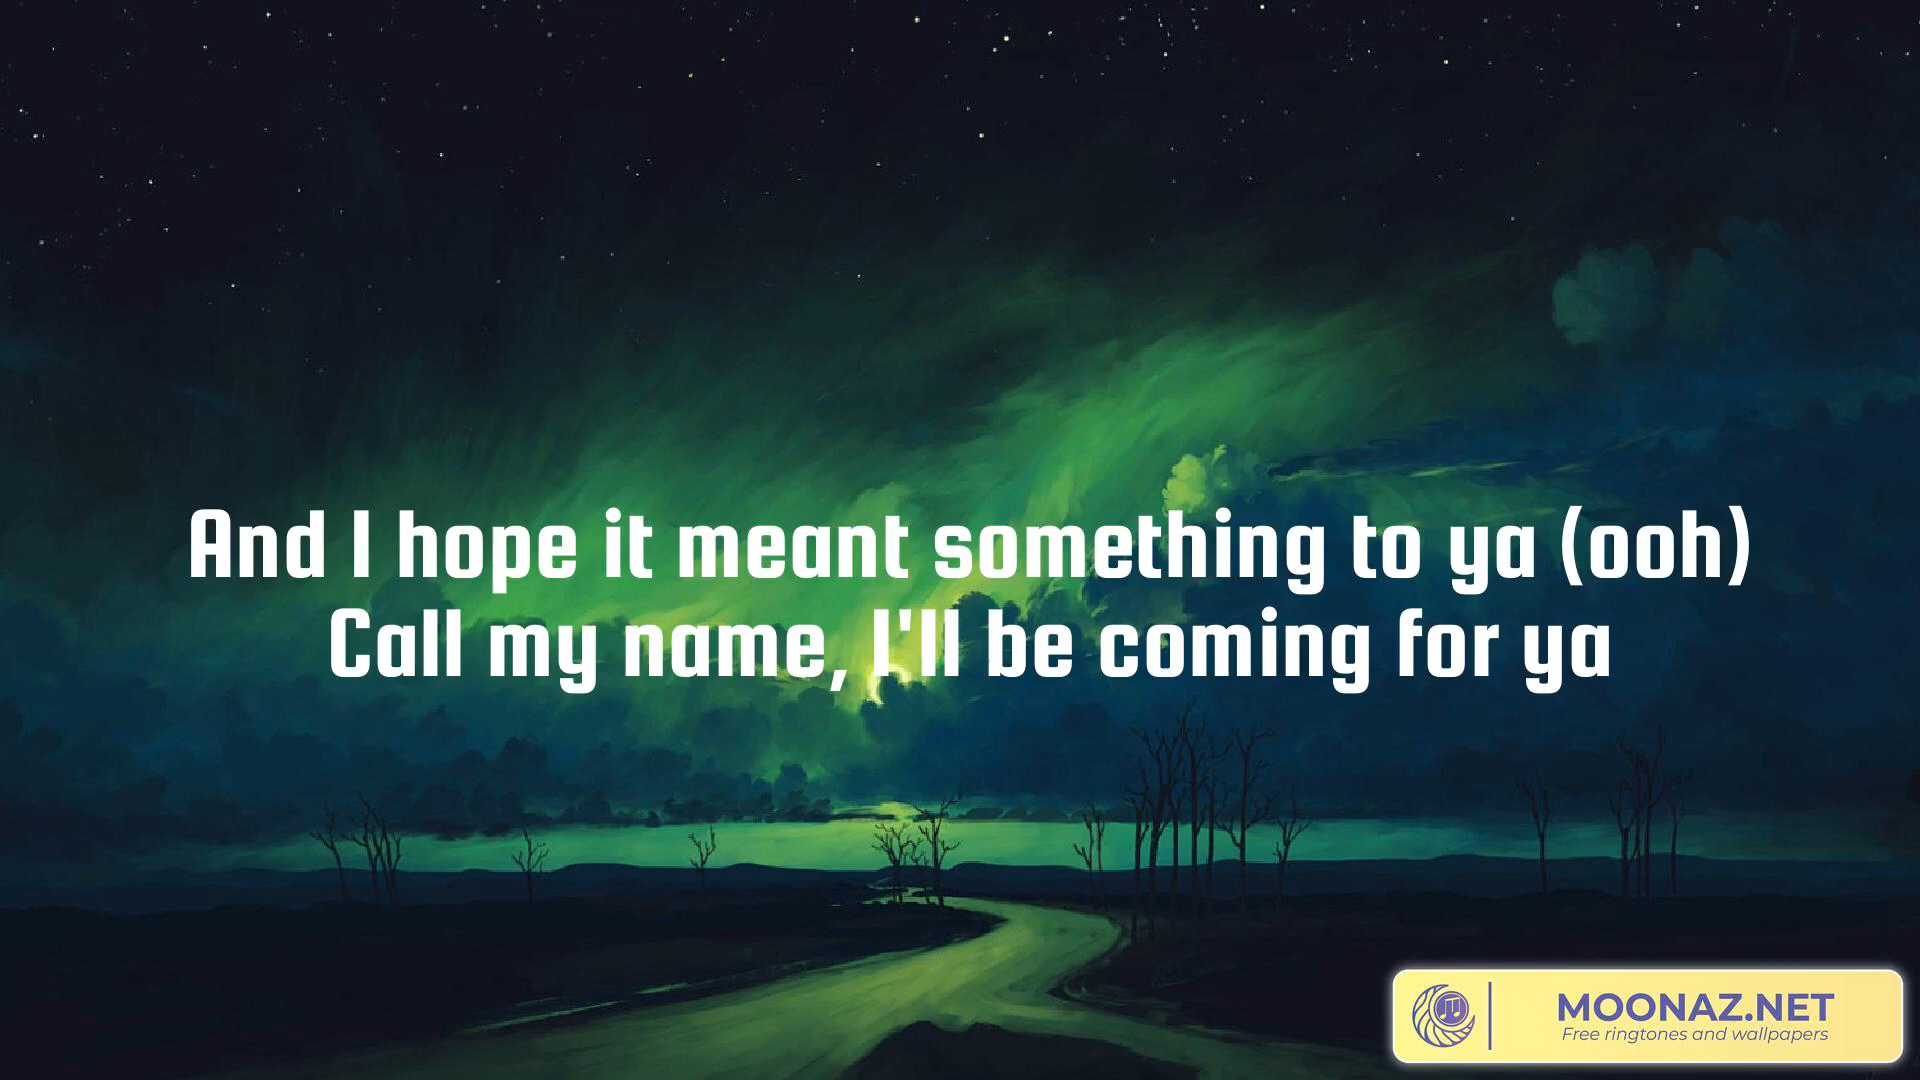 And I hope it meant something to ya (ooh)
Call my name, I'll be coming for ya
MOONAZ.NET
Free ringtones and wallpapers